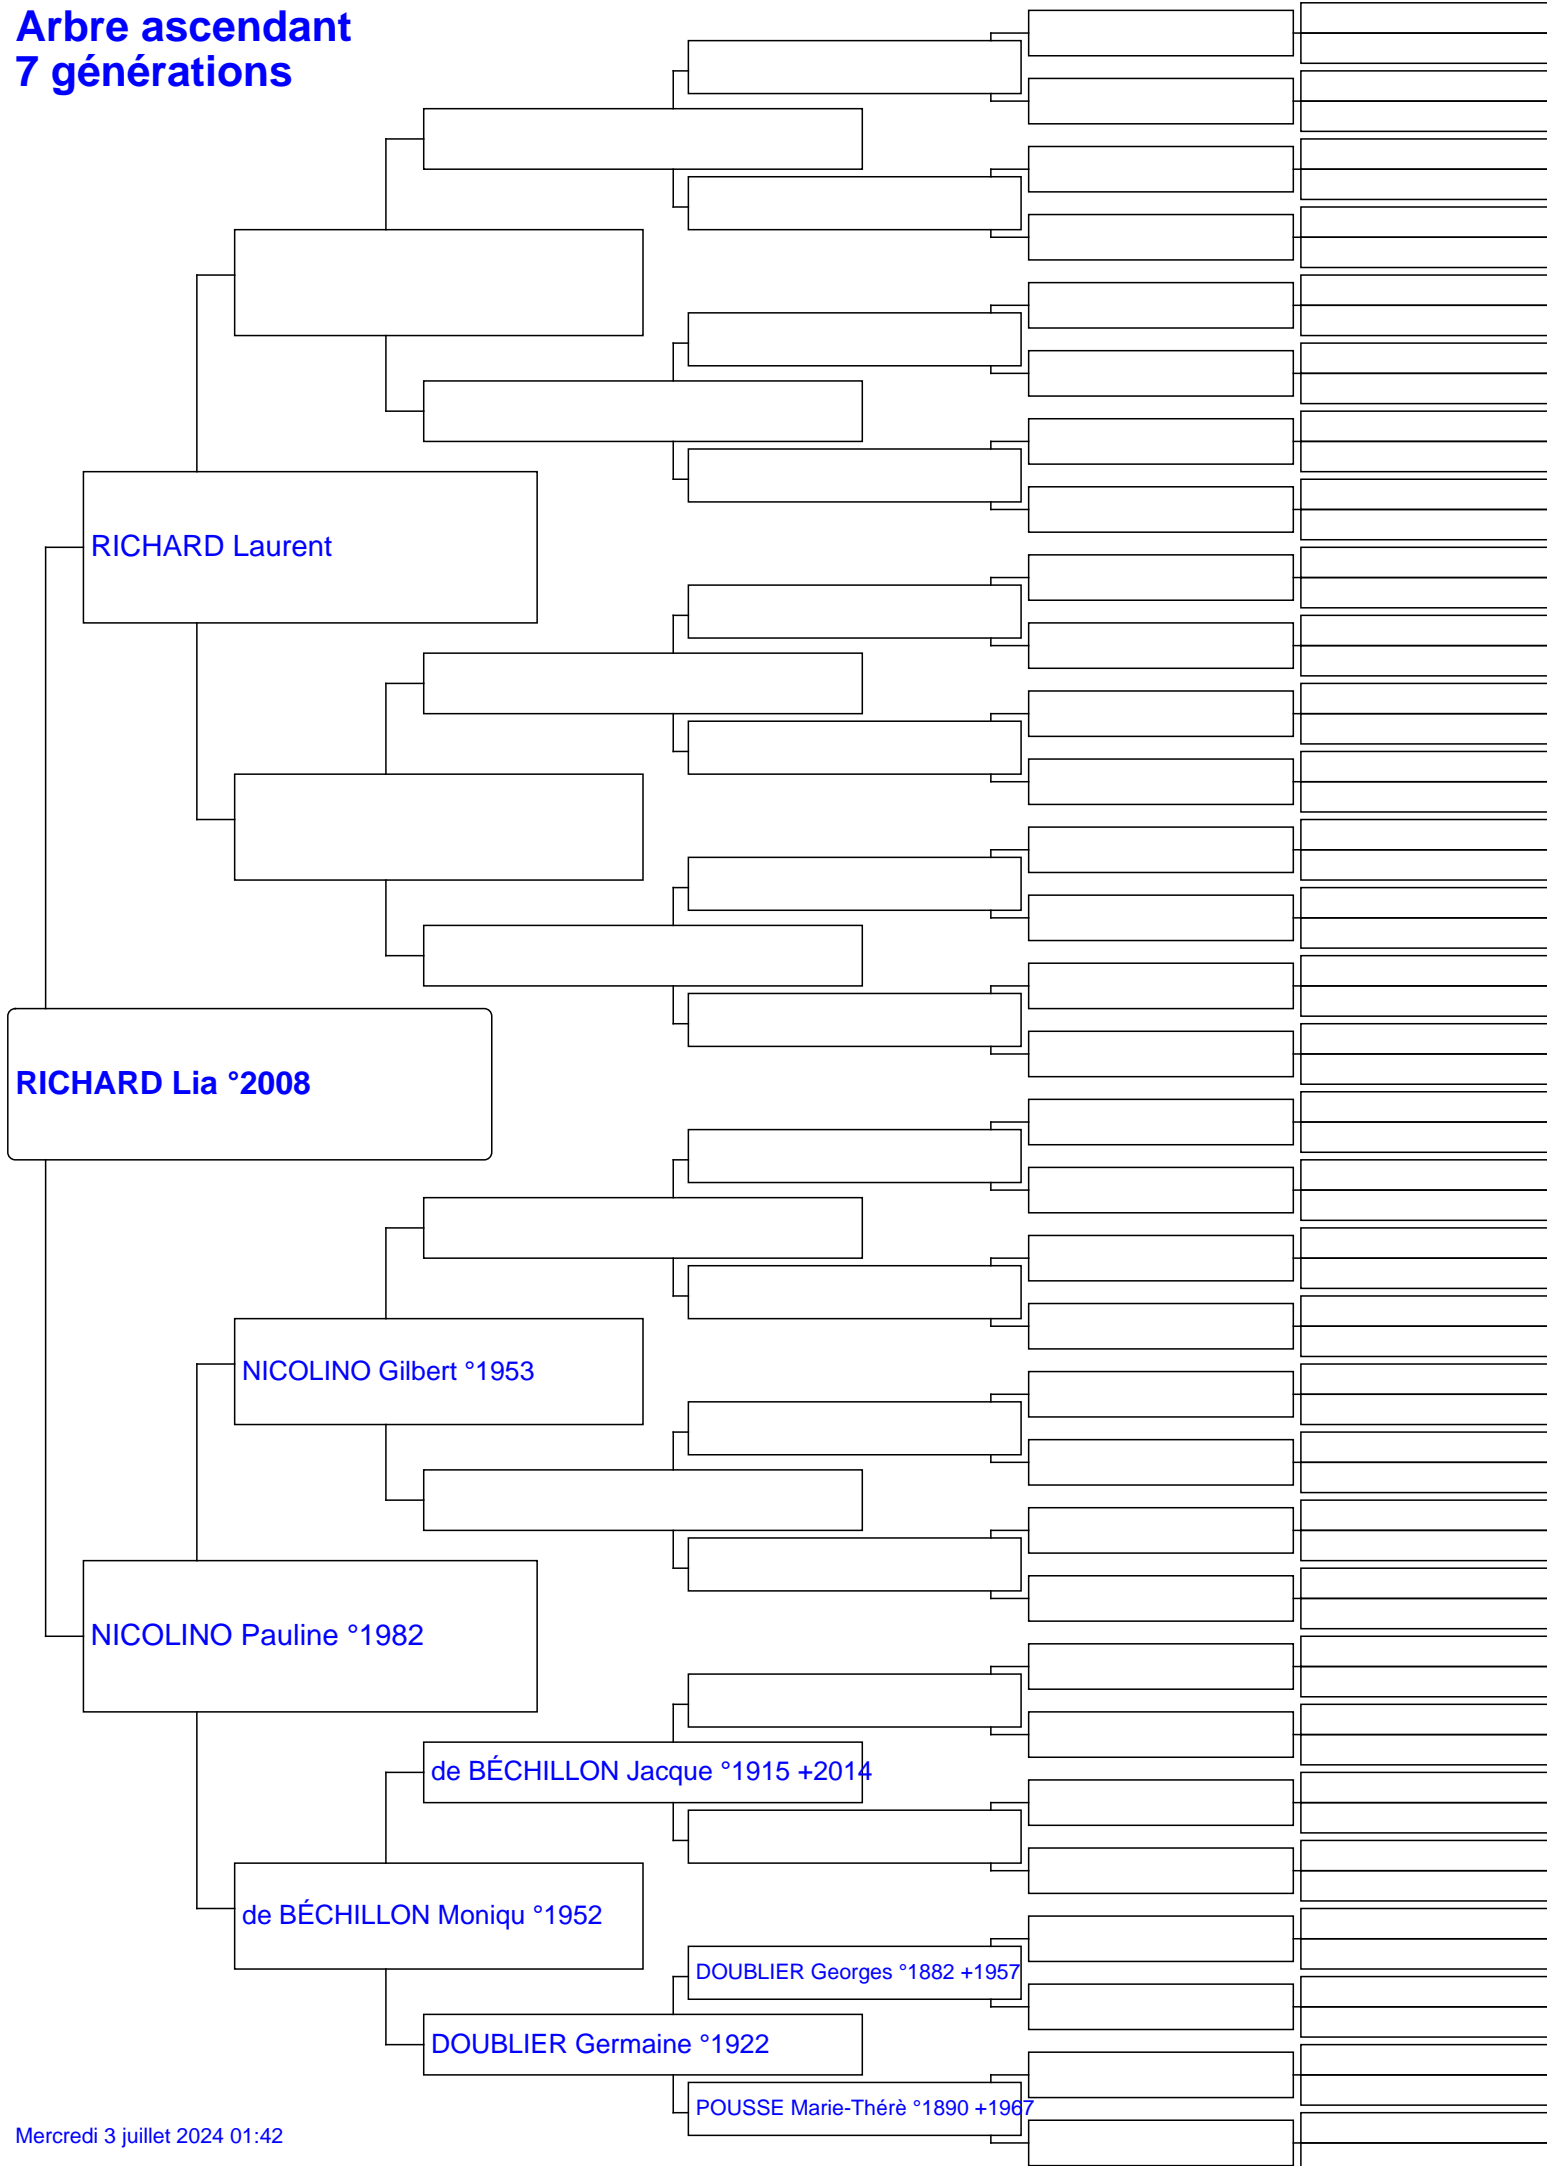 Arbre ascendant
7 générations
RICHARD Laurent
RICHARD Lia °2008
NICOLINO Gilbert °1953
NICOLINO Pauline °1982
de BÉCHILLON Jacque °1915 +2014
de BÉCHILLON Moniqu °1952
DOUBLIER Georges °1882 +1957
DOUBLIER Germaine °1922
POUSSE Marie-Thérè °1890 +1967
Mercredi 3 juillet 2024 01:42